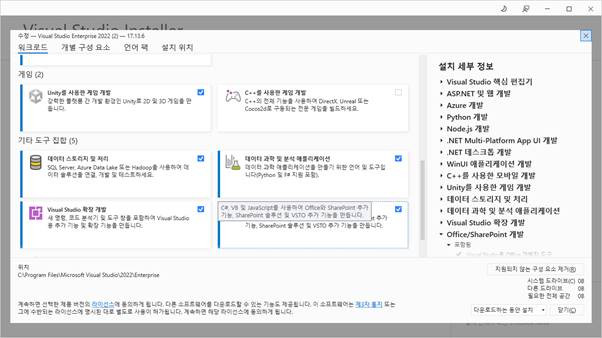 Visual Studio Installer
수정 — Visual Studio Enterprise 2022 (2) — 17.13.6
워크로드 개별 구성 요소 언어 팩 설치 위치
게임 (2)
Unity를 사용한 게임 개발
강력한 플랫폼 간 개발 환경인 Unity로 2D 및 3D 게임을 만듭니다.
C++를 사용한 게임 개발
C++의 전체 기능을 사용하여 DirectX, Unreal 또는
Cocos2d로 구동되는 전문 게임을 빌드하세요.
기타 도구 집합 (5)
데이터 스토리지 및 처리
SQL Server, Azure Data Lake 또는 Hadoop을 사용하여 데이터 솔루션을 연결, 개발 및 테스트하세요.
데이터 과학 및 분석 애플리케이션
데이터 과학 애플리케이션을 만들기 위한 언어 및 도구입니다(Python 및 F# 지원 포함).
Visual Studio 확장 개발
새 명령, 코드 분석기 및 도구 창을 포함하여 Visual Studio용 추가 기능 및 확장 기능을 만듭니다.
C#, VB 및 JavaScript를 사용하여 Office와 SharePoint 추가
기능, SharePoint 솔루션 및 VSTO 추가 기능을 만듭니다.
기능, SharePoint 솔루션 및 VSTO 추가 기능을 만듭니다.
설치 세부 정보
Visual Studio 핵심 편집기
ASP.NET 및 웹 개발
Azure 개발
Python 개발
Node.js 개발
.NET Multi-Platform App UI 개발
.NET 데스크톱 개발
WinUI 애플리케이션 개발
C++를 사용한 모바일 개발
Unity를 사용한 게임 개발
데이터 스토리지 및 처리
데이터 과학 및 분석 애플리케이션
Visual Studio 확장 개발
Office/SharePoint 개발
포함됨
위치
C:\Program Files\Microsoft Visual Studio\2022\Enterprise
지원되지 않는 구성 요소 제거(R)
시스템 드라이브(C:) 0B
다른 드라이브. 0B
필요한 전체 공간 0B
계속하면 선택한 제품 버전의 라이선스에 동의하게 됩니다. 다른 소프트웨어를 다운로드할 수 있는 기능도 제공됩니다. 이 소프트웨어는 제3자 통지 또는
그에 수반되는 라이선스에 명시된 대로 별도로 사용이 허가됩니다. 계속하면 해당 라이선스에 동의하게 됩니다.
다운로드하는 동안 설치 닫기(L)